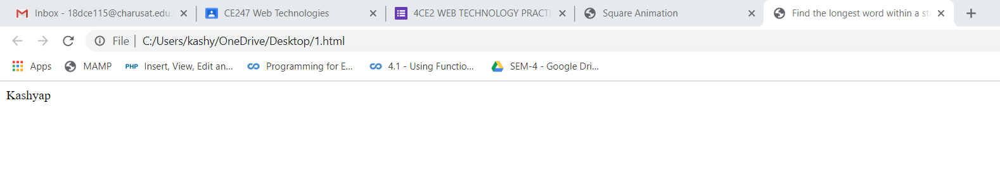 Inbox - 18dce115@charusat.edu. CE247 Web Technologies 4CE2 WEB TECHNOLOGY PRACT Square Animation Find the longest word within a st
File C:/Users/kashy/OneDrive/Desktop/1.html
Apps MAMP PHP Insert, View, Edit an... Programming for E... 4.1 - Using Functio... SEM-4 - Google Dri...
Kashyap